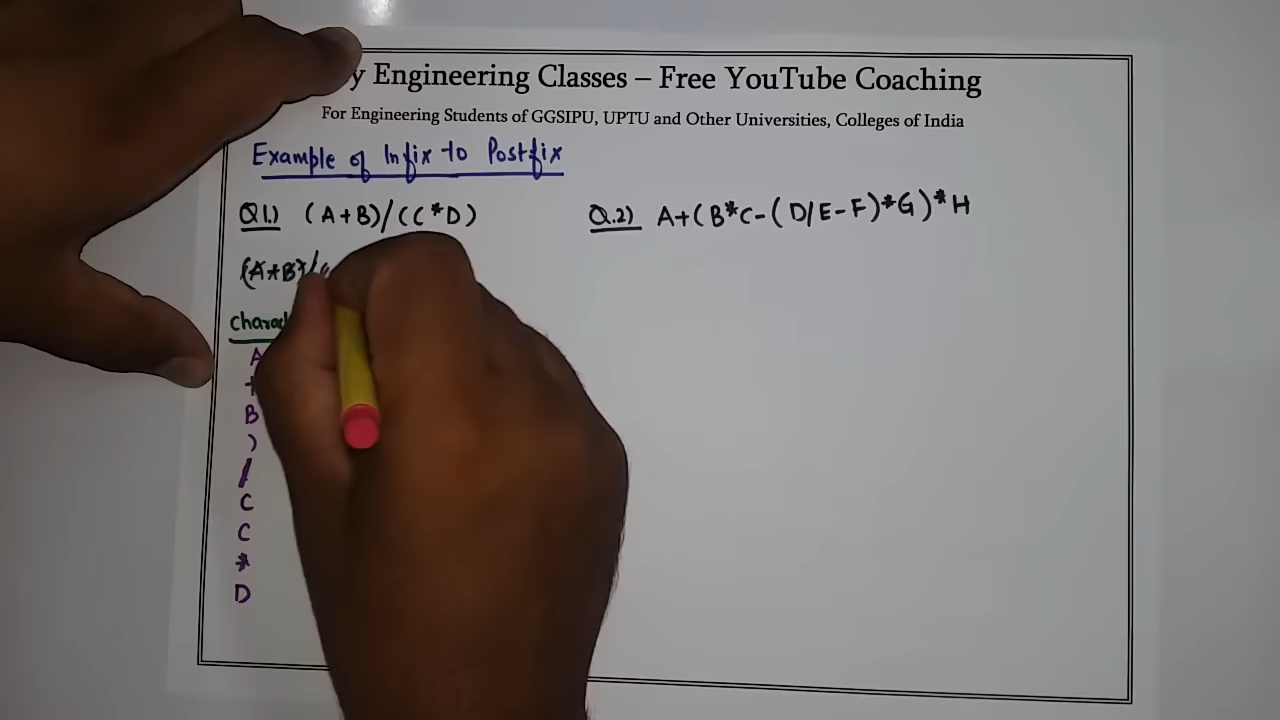 y Engineering Classes – Free YouTube Coaching
For Engineering Students of GGSIPU, UPTU and Other Universities, Colleges of India
Example of Infix to Postfix
Q1.) (A+B)/(C*D)
Q.2) A+(B*C-(D/E-F)*G)*H
(A+B)/
A
+
B
)
/
C
C
*
D